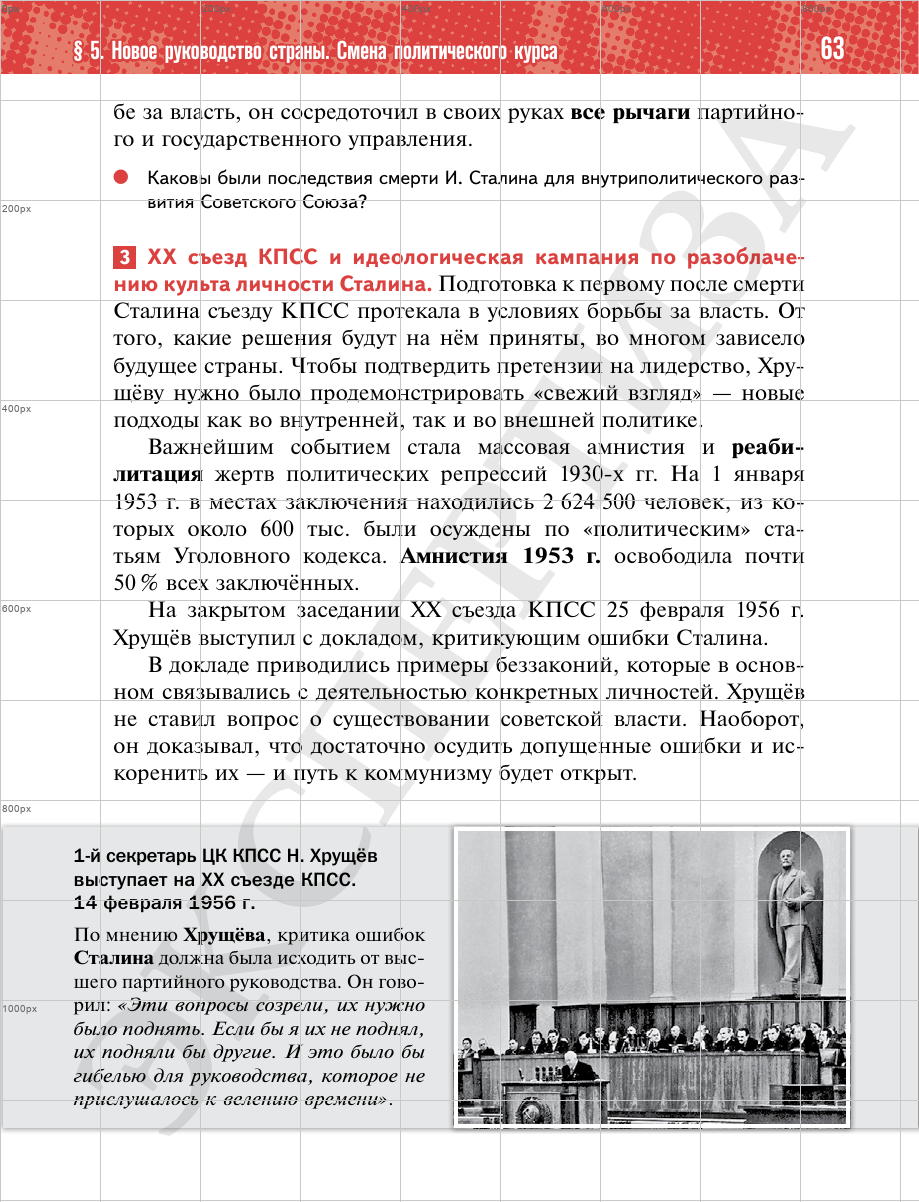 § 5. Новое руководство страны. Смена политического курса 63
бе за власть, он сосредоточил в своих руках все рычаги партийно-
го и государственного управления.
Каковы были последствия смерти И. Сталина для внутриполитического раз-
вития Советского Союза?
3 XX съезд КПСС и идеологическая кампания по разоблаче-
нию культа личности Сталина. Подготовка к первому после смерти
Сталина съезду КПСС протекала в условиях борьбы за власть. От
того, какие решения будут на нём приняты, во многом зависело
будущее страны. Чтобы подтвердить претензии на лидерство, Хру-
щёву нужно было продемонстрировать «свежий взгляд» — новые
подходы как во внутренней, так и во внешней политике.
Важнейшим событием стала массовая амнистия и реаби-
литация жертв политических репрессий 1930-х гг. На 1 января
1953 г. в местах заключения находились 2 624 500 человек, из ко-
торых около 600 тыс. были осуждены по «политическим» ста-
тьям Уголовного кодекса. Амнистия 1953 г. освободила почти
50 % всех заключённых.
На закрытом заседании XX съезда КПСС 25 февраля 1956 г.
Хрущёв выступил с докладом, критикующим ошибки Сталина.
В докладе приводились примеры беззаконий, которые в основ-
ном связывались с деятельностью конкретных личностей. Хрущёв
не ставил вопрос о существовании советской власти. Наоборот,
он доказывал, что достаточно осудить допущенные ошибки и ис-
коренить их — и путь к коммунизму будет открыт.
1-й секретарь ЦК КПСС Н. Хрущёв
выступает на XX съезде КПСС.
14 февраля 1956 г.
По мнению Хрущёва, критика ошибок
Сталина должна была исходить от выс-
шего партийного руководства. Он гово-
рил: «Эти вопросы созрели, их нужно
было поднять. Если бы я их не поднял,
их подняли бы другие. И это было бы
гибелью для руководства, которое не
прислушалось к велению времени».
ЭКСПЕРТИЗА
200px
400px
600px
800px
1000px